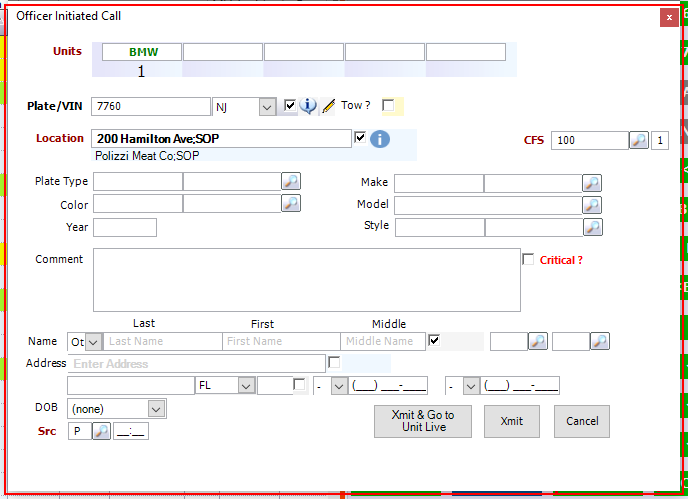 Officer Initiated Call x
Units BMW
1
Plate/VIN 7760 NJ Tow ?
Location 200 Hamilton Ave;SOP CFS 100 1
Polizzi Meat Co;SOP
Plate Type Make
Color Model
Year Style
Comment Critical ?
Last First Middle
Name Ot Last Name First Name Middle Name
Address Enter Address
FL - (___) ___-____ - (___) ___-____
DOB (none)
Src P __:__
Xmit & Go to
Unit Live
Xmit
Cancel